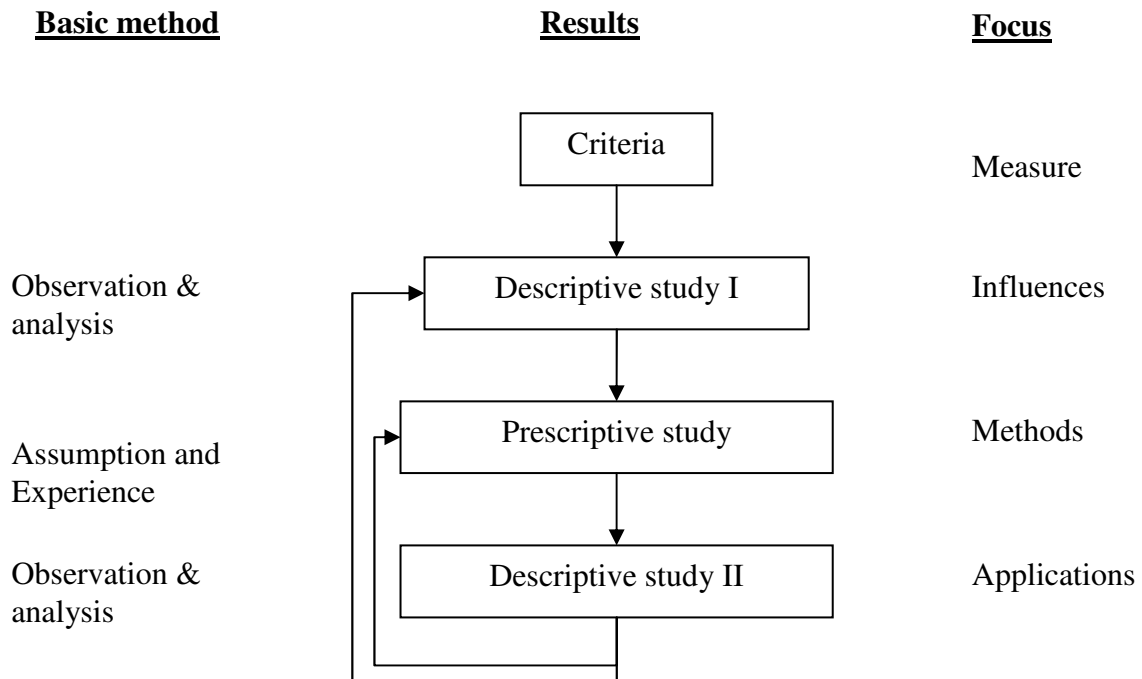 Basic method
Results
Focus
Criteria
Measure
Observation &
analysis
Descriptive study I
Influences
Assumption and
Experience
Prescriptive study
Methods
Observation &
analysis
Descriptive study II
Applications